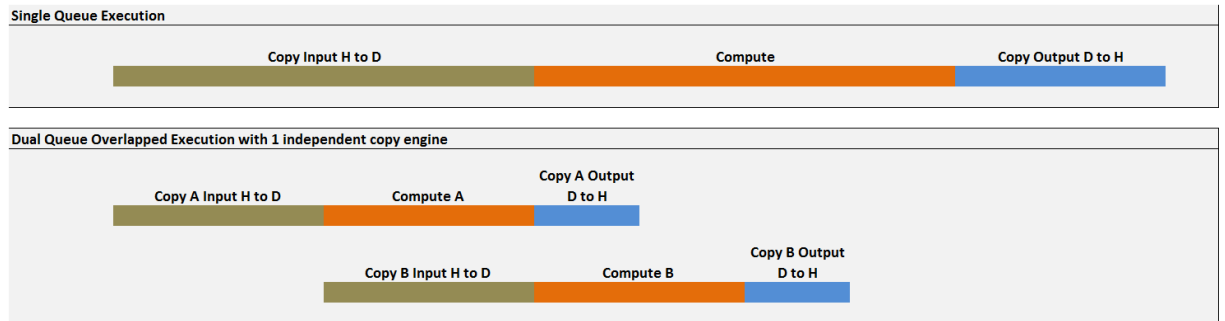 Single Queue Execution
Copy Input H to D
Compute
Copy Output D to H
Dual Queue Overlapped Execution with 1 independent copy engine
Copy A Input H to D
Compute A
Copy A Output
D to H
Copy B Input H to D
Compute B
Copy B Output
D to H